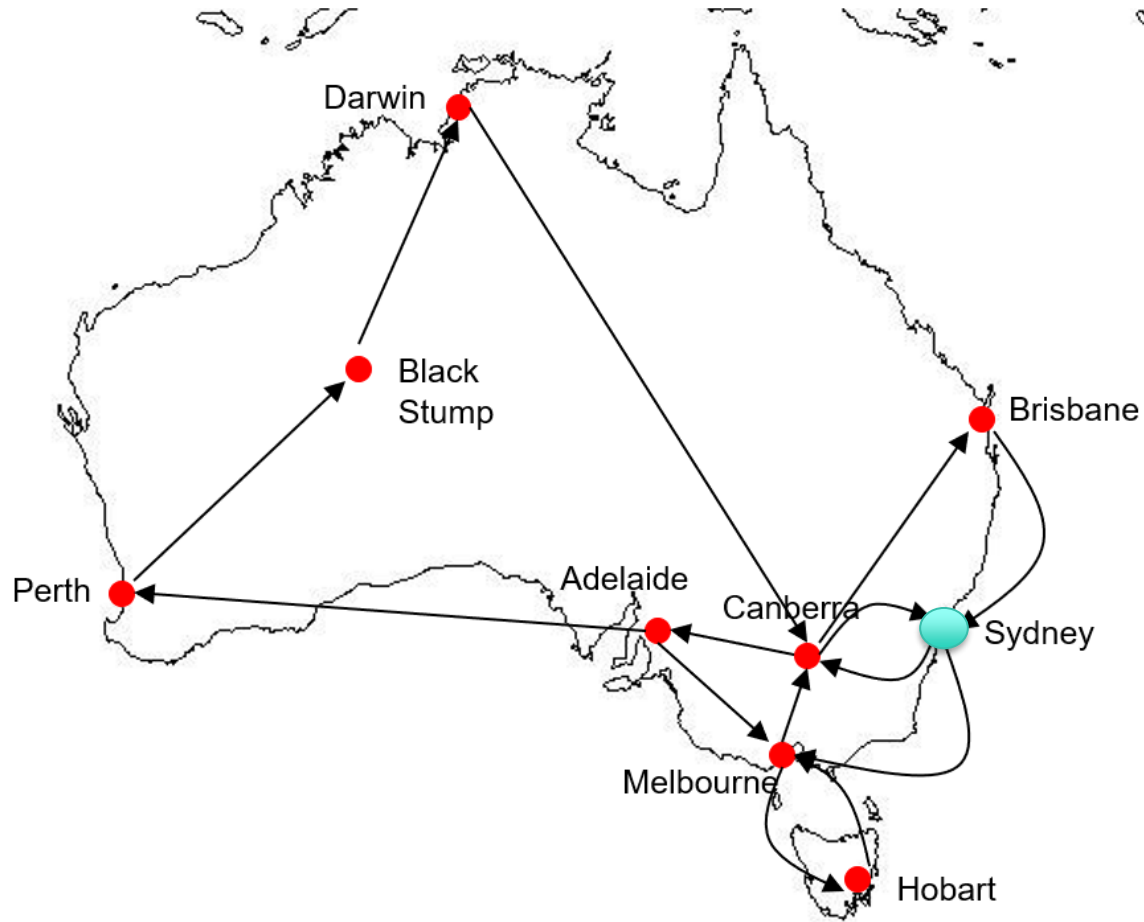 Darwin
Black
Stump
Brisbane
Perth
Adelaide
Canberra
Sydney
Melbourne
Hobart